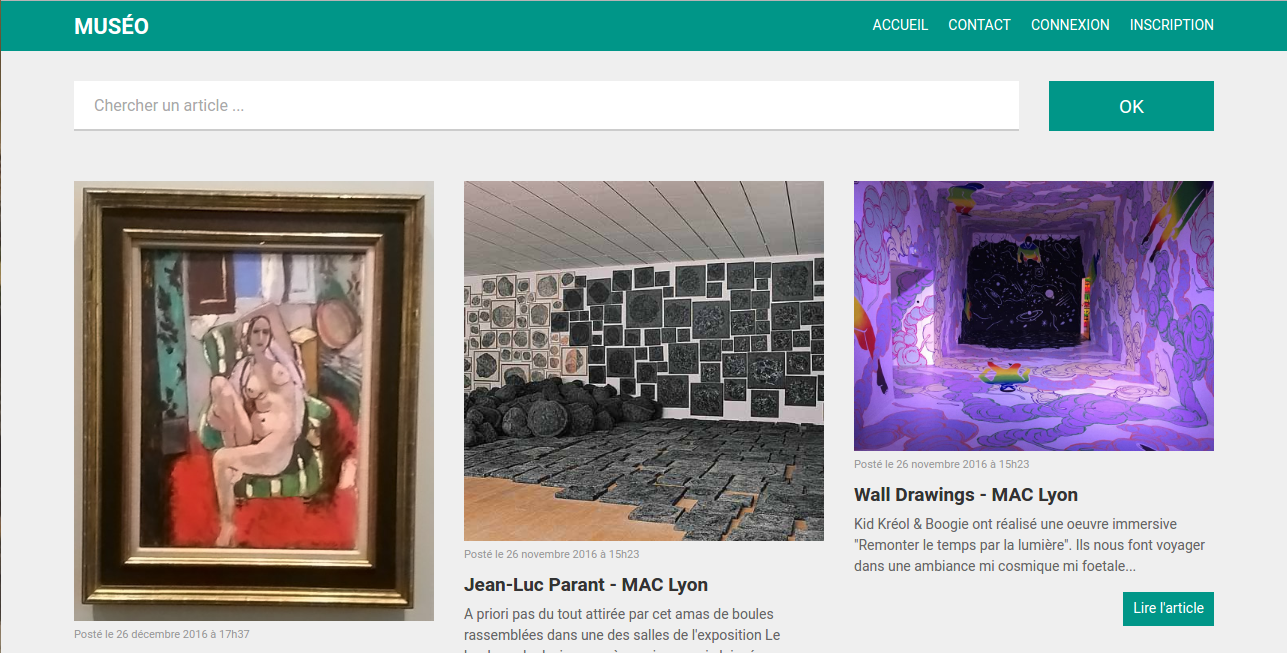 MUSÉO
ACCUEIL CONTACT CONNEXION INSCRIPTION
Chercher un article ...
OK
Posté le 26 décembre 2016 à 17h37
Posté le 26 novembre 2016 à 15h23
Jean-Luc Parant - MAC Lyon
A priori pas du tout attirée par cet amas de boules
rassemblées dans une des salles de l'exposition Le
Posté le 26 novembre 2016 à 15h23
Wall Drawings - MAC Lyon
Kid Kréol & Boogie ont réalisé une oeuvre immersive
"Remonter le temps par la lumière". Ils nous font voyager
dans une ambiance mi cosmique mi foetale...
Lire l'article